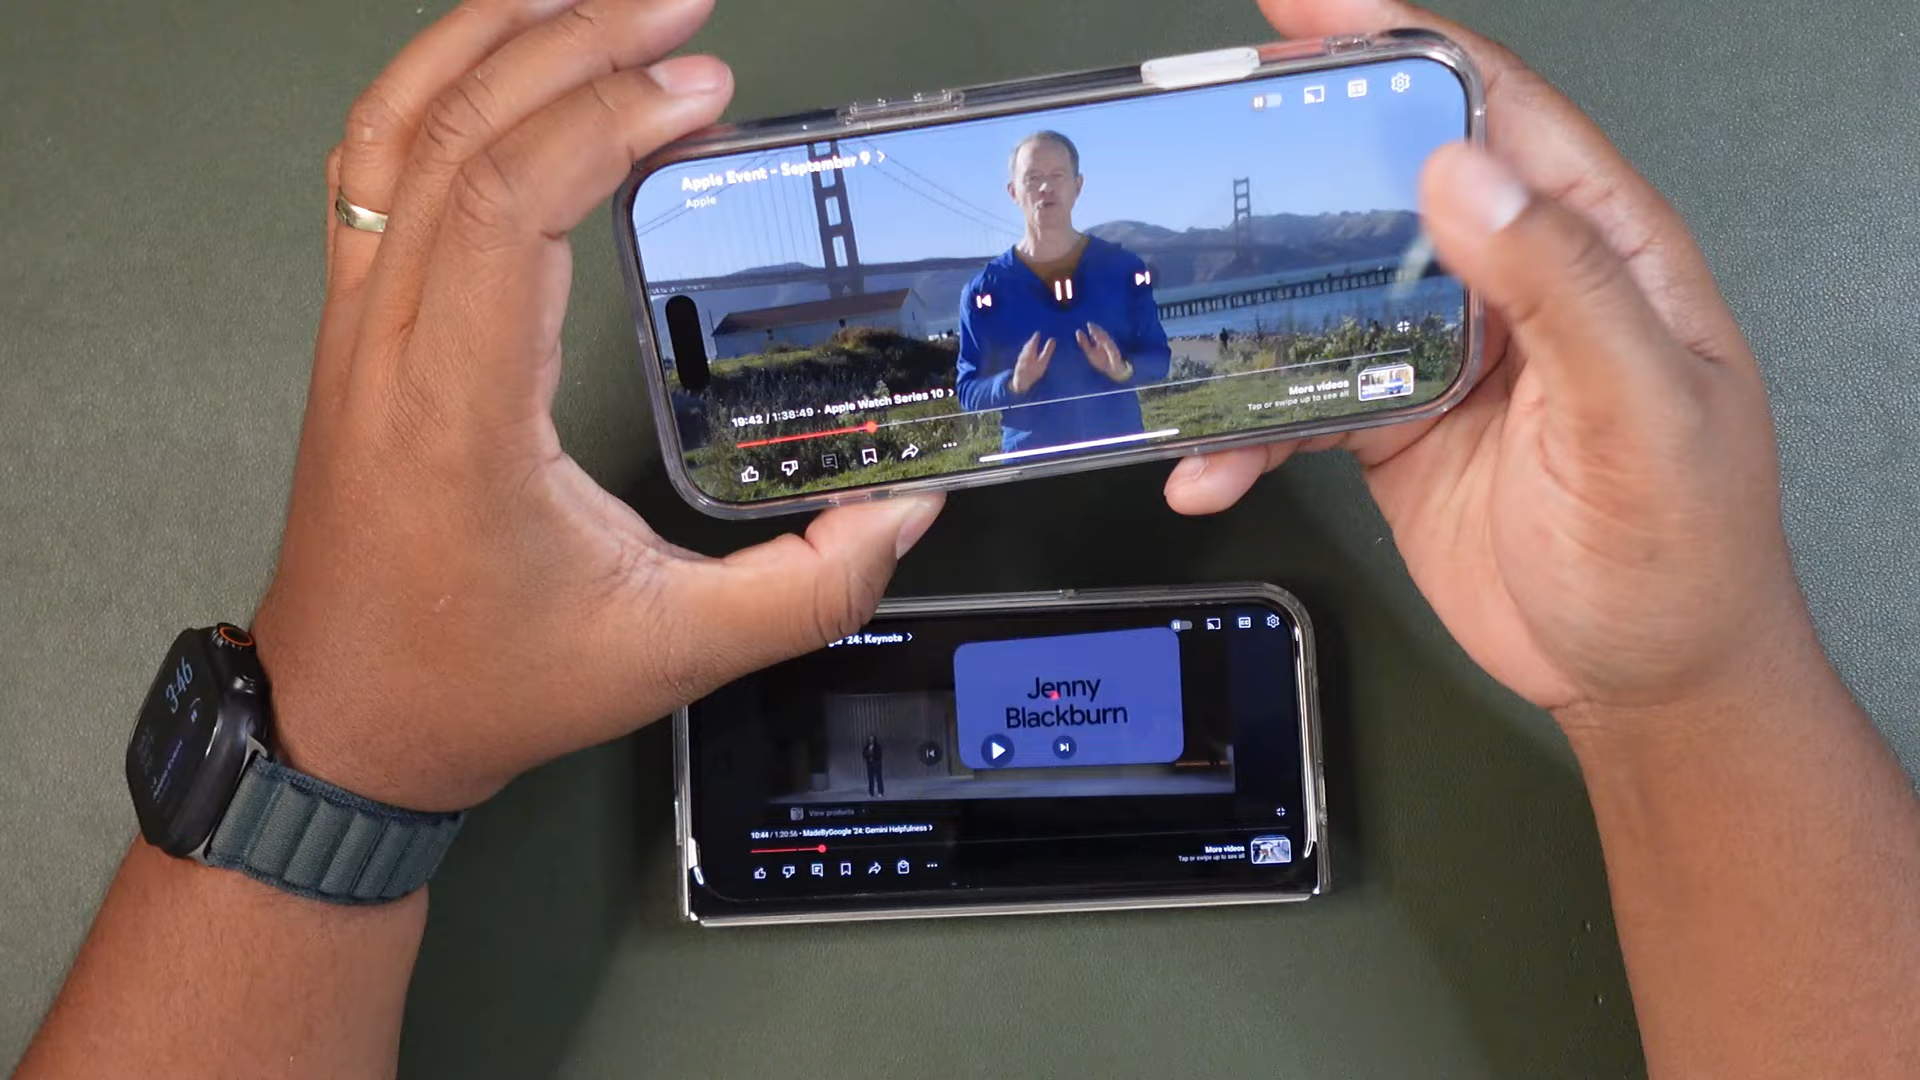 Apple Event - September 9
Apple
19:42 / 1:38:49 · Apple Watch Series 10
More videos
Tap or swipe up to see all
3:46
'24: Keynote
Jenny
Blackburn
View products
10:44 / 1:20:56 • MadeByGoogle '24: Gemini Helpfulness
More videos
Tap or swipe up to see all